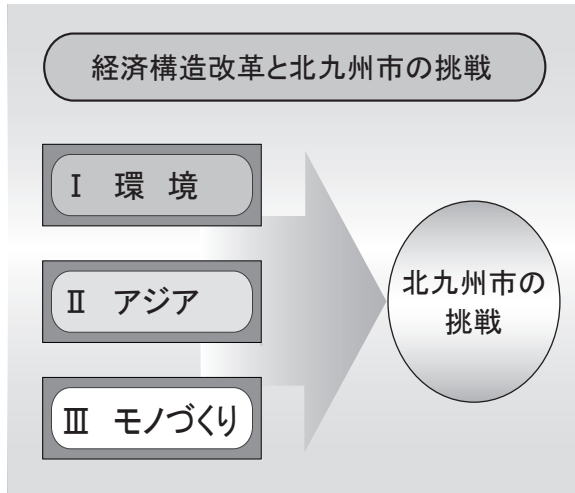 経済構造改革と北九州市の挑戦
Ⅰ 環 境
Ⅱ アジア
Ⅲ モノづくり
北九州市の
挑戦